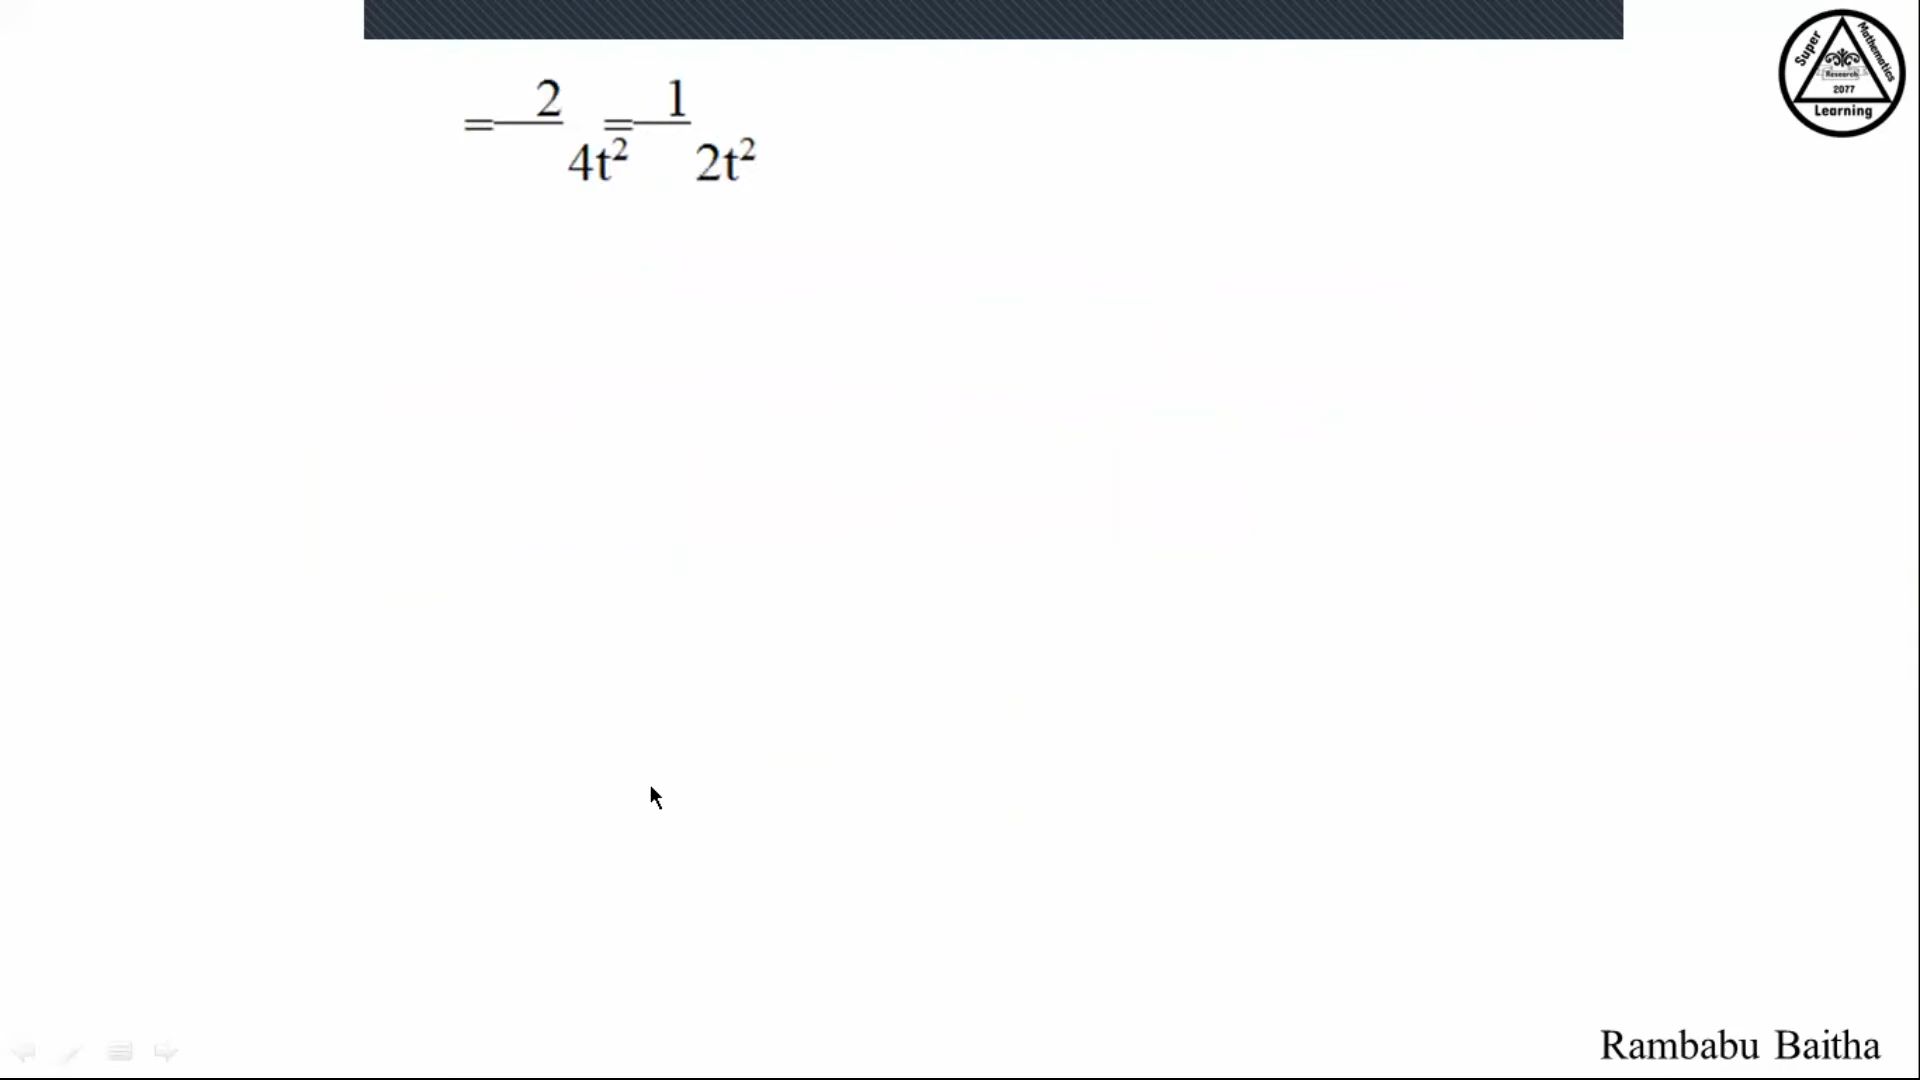 = 2/4t² = 1/2t²
Super Mathematics
Research
2077
Learning
Rambabu Baitha